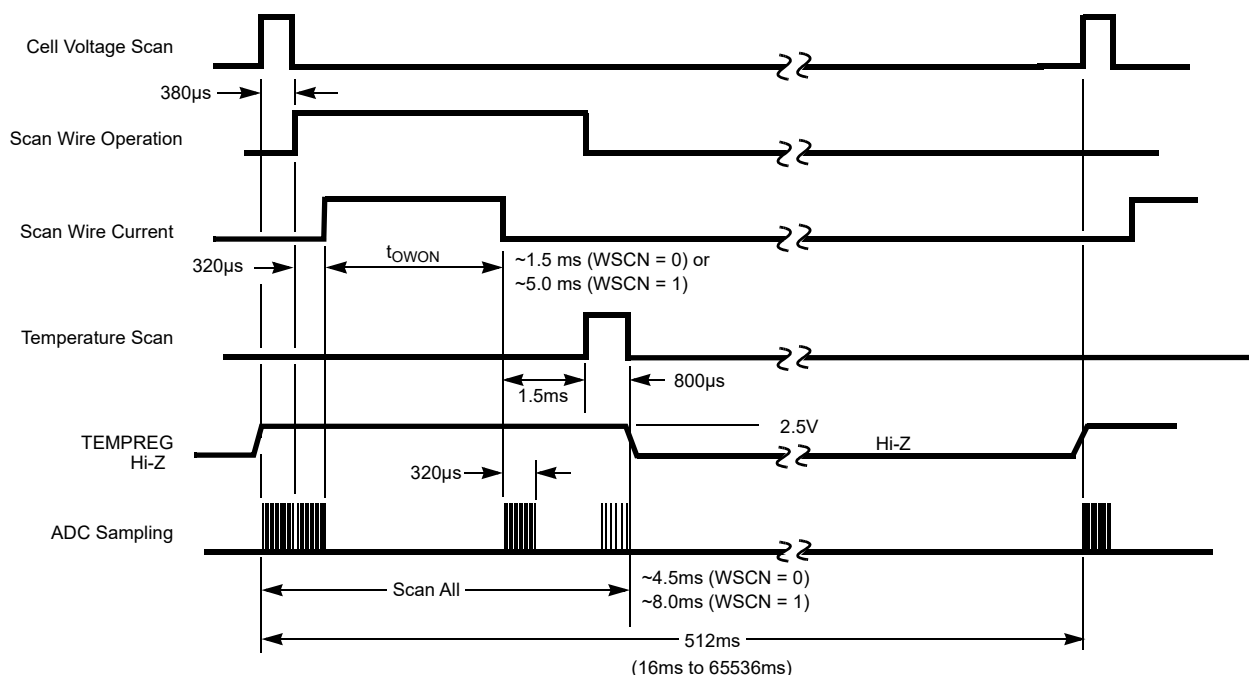 Cell Voltage Scan
380µs
Scan Wire Operation
Scan Wire Current
320µs
tOWON
~1.5 ms (WSCN = 0) or
~5.0 ms (WSCN = 1)
Temperature Scan
1.5ms
800µs
TEMPREG
Hi-Z
2.5V
Hi-Z
320µs
ADC Sampling
Scan All
~4.5ms (WSCN = 0)
~8.0ms (WSCN = 1)
512ms
(16ms to 65536ms)